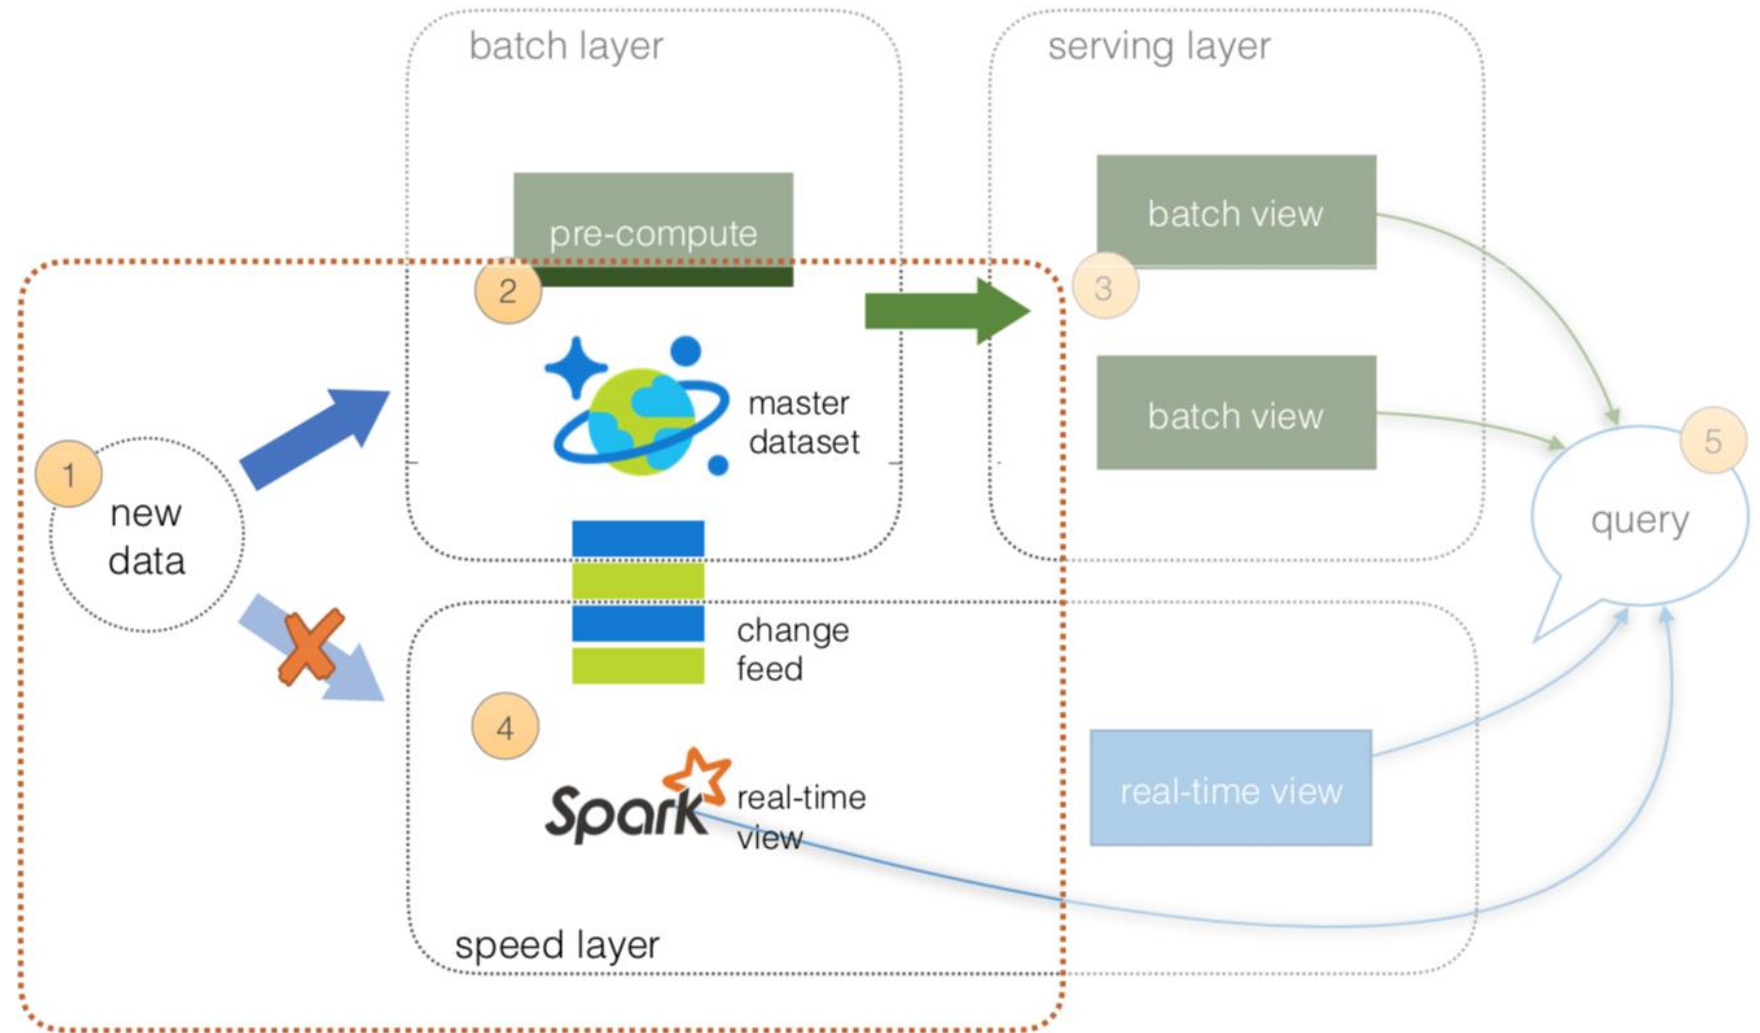 batch layer
serving layer
pre-compute
batch view
2
3
master
dataset
batch view
1
5
new
data
query
change
feed
4
Spark
real-time
view
real-time view
speed layer